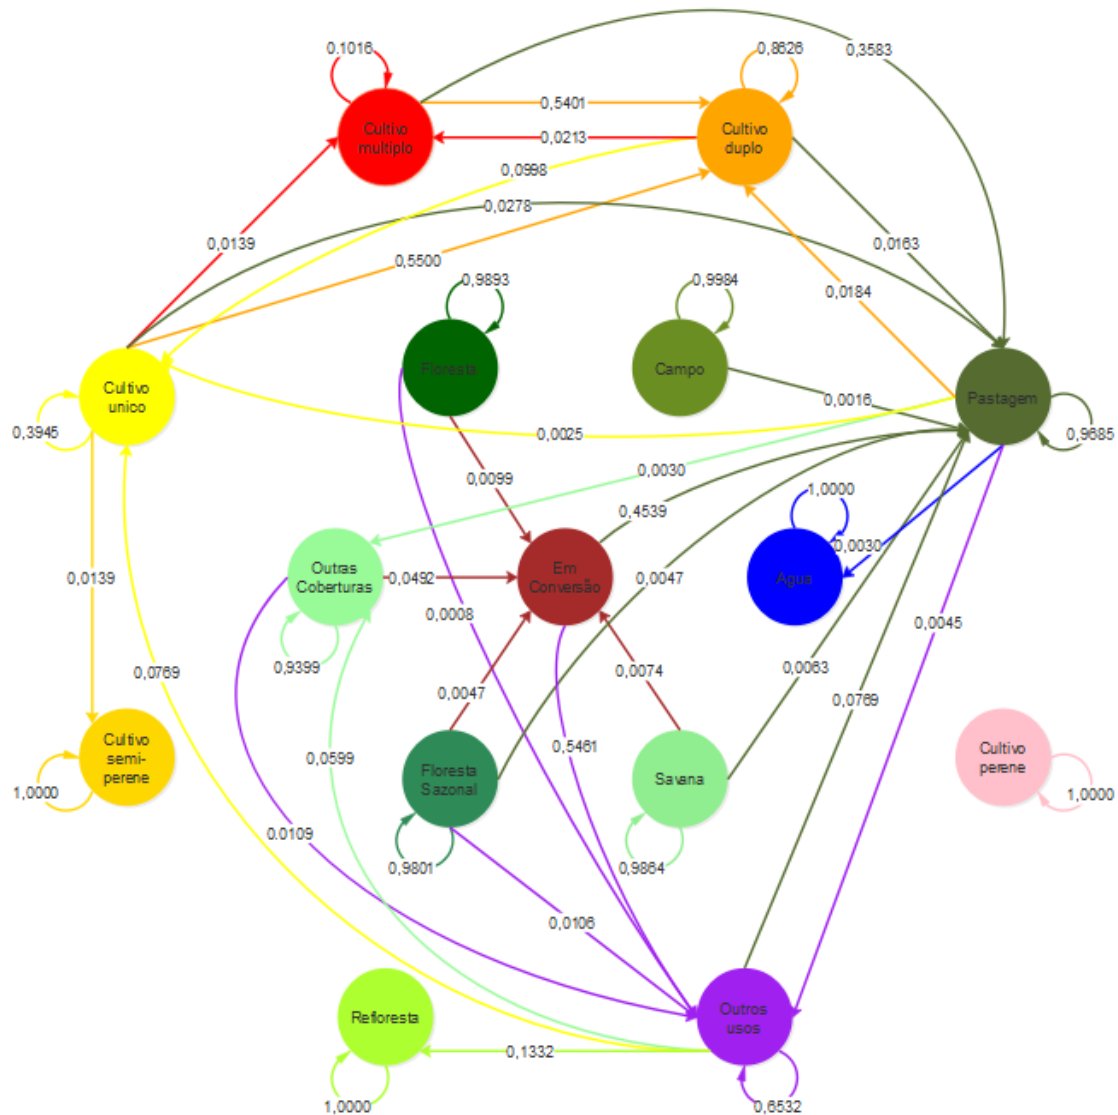 0.1016
0,8626
0,3583
Cultivo
multiplo
0,5401
Cultivo
duplo
0,0213
0,0998
0,0278
0,0139
0,5500
0,0163
0,9893
0,9984
0,0184
Floresta
Campo
Cultivo
unico
0,0016
Pastagem
0,3945
0,0025
0,9685
0,0030
0,0099
1,0000
0,4539
0,0030
Outras
Coberturas
0,0492
Em
Conversão
0,0047
Agua
0,0139
0,0008
0,0045
0,9399
0,0769
0,0074
0,0063
0,0047
0,0769
Cultivo
semi-
perene
0,5461
0,0599
Floresta
Sazonal
Savana
Cultivo
perene
1,0000
1,0000
0.0109
0,9801
0,9864
0,0106
Refloresta
Outros
usos
0,1332
1,0000
0,6532